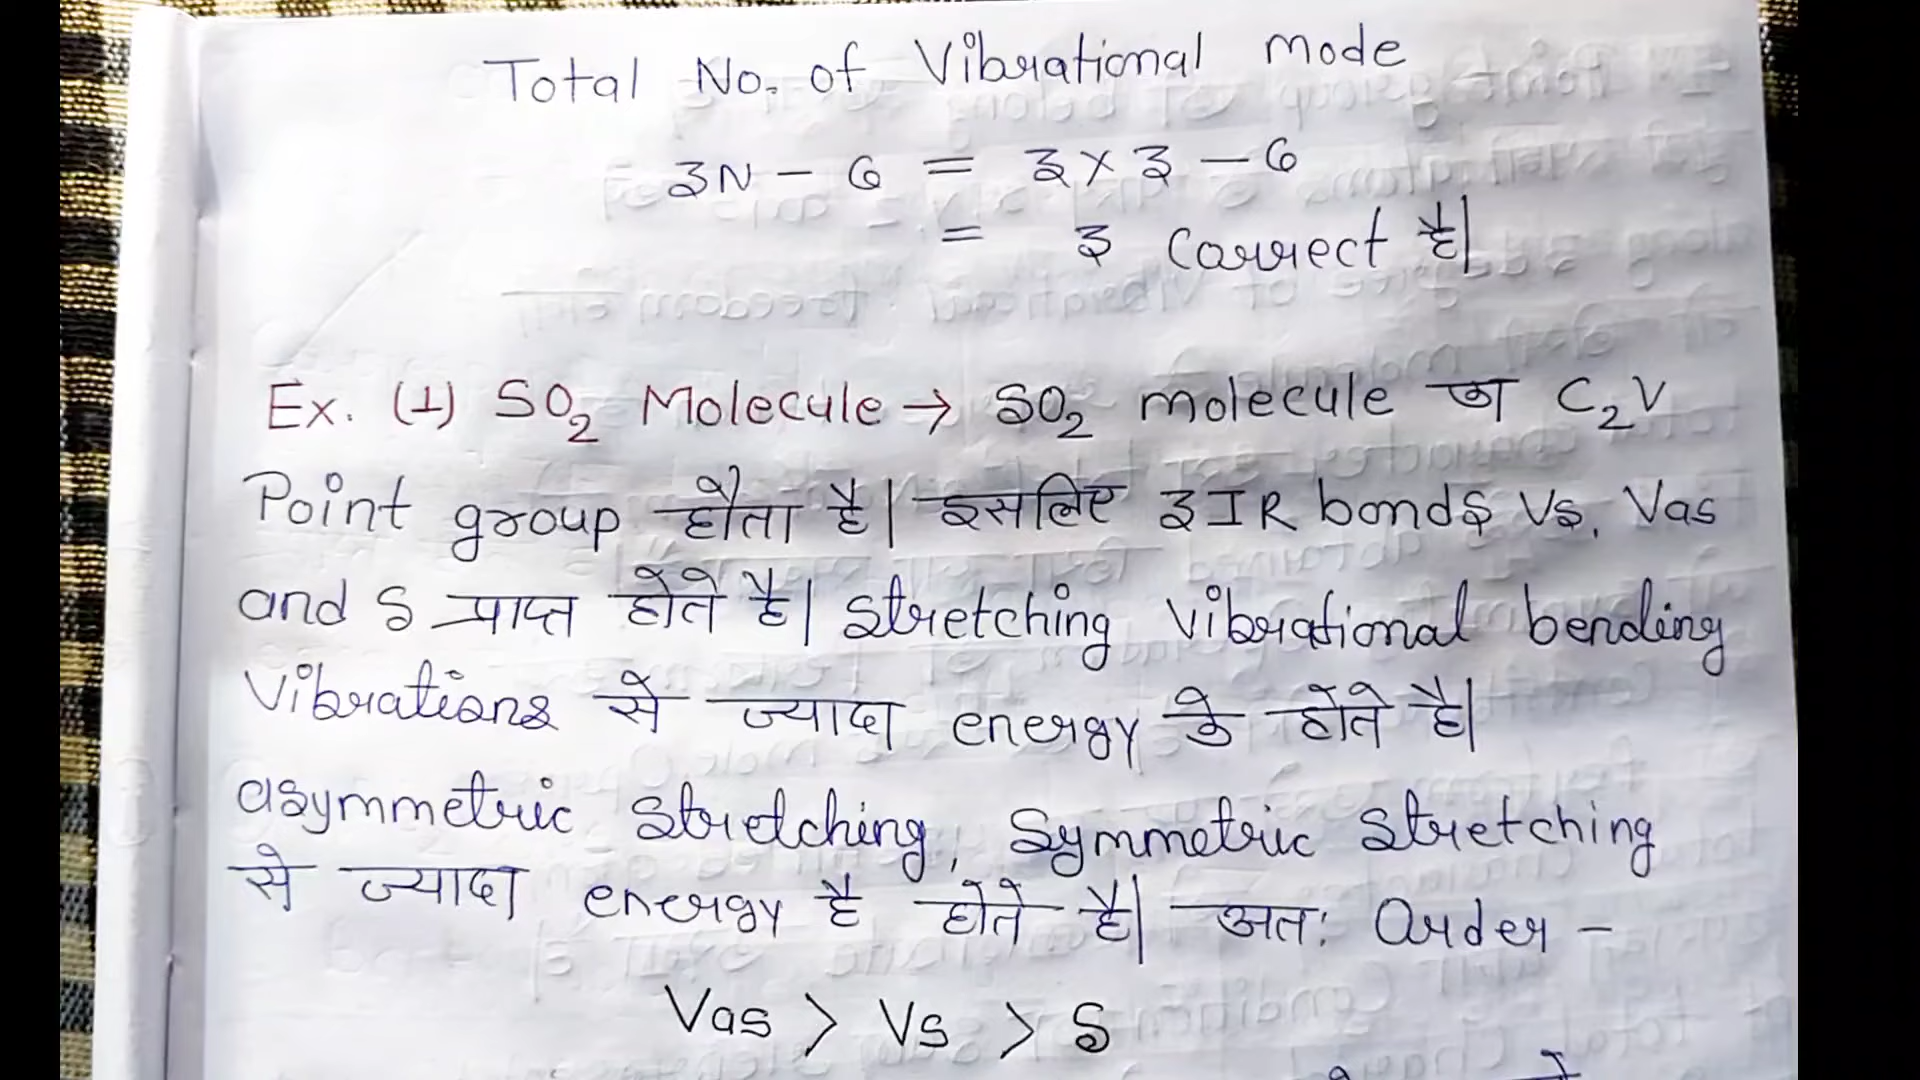 Total No. of Vibrational mode
3N - 6 = 3 X 3 - 6
= 3 Correct है|
Ex. (1) SO2 Molecule → SO2 molecule का C2V
Point group होता है| इसलिए 3 IR bonds Vs, Vas
and S प्राप्त होते है| Stretching Vibrational bending
Vibrations से ज्यादा energy के होते है|
asymmetric stretching, Symmetric stretching
से ज्यादा energy है होते है| अतः Order -
Vas > Vs > S